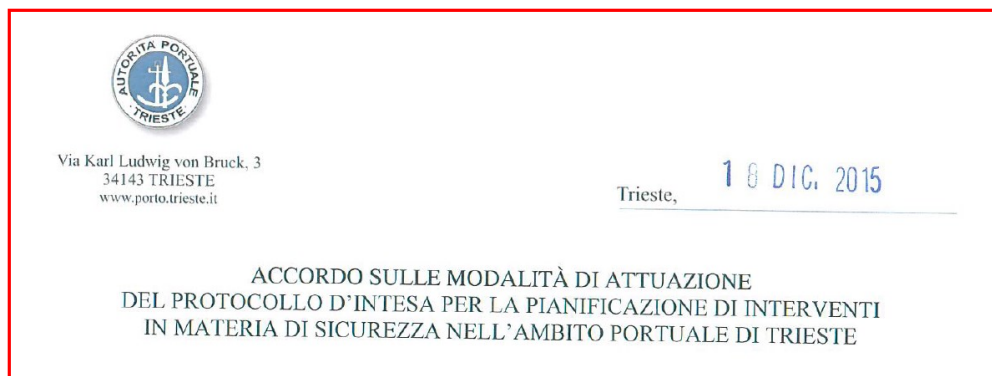 AUTORITÀ PORTUALE
· TRIESTE ·
Via Karl Ludwig von Bruck, 3
34143 TRIESTE
www.porto.trieste.it
Trieste, 18 DIC. 2015
ACCORDO SULLE MODALITÀ DI ATTUAZIONE
DEL PROTOCOLLO D'INTESA PER LA PIANIFICAZIONE DI INTERVENTI
IN MATERIA DI SICUREZZA NELL'AMBITO PORTUALE DI TRIESTE